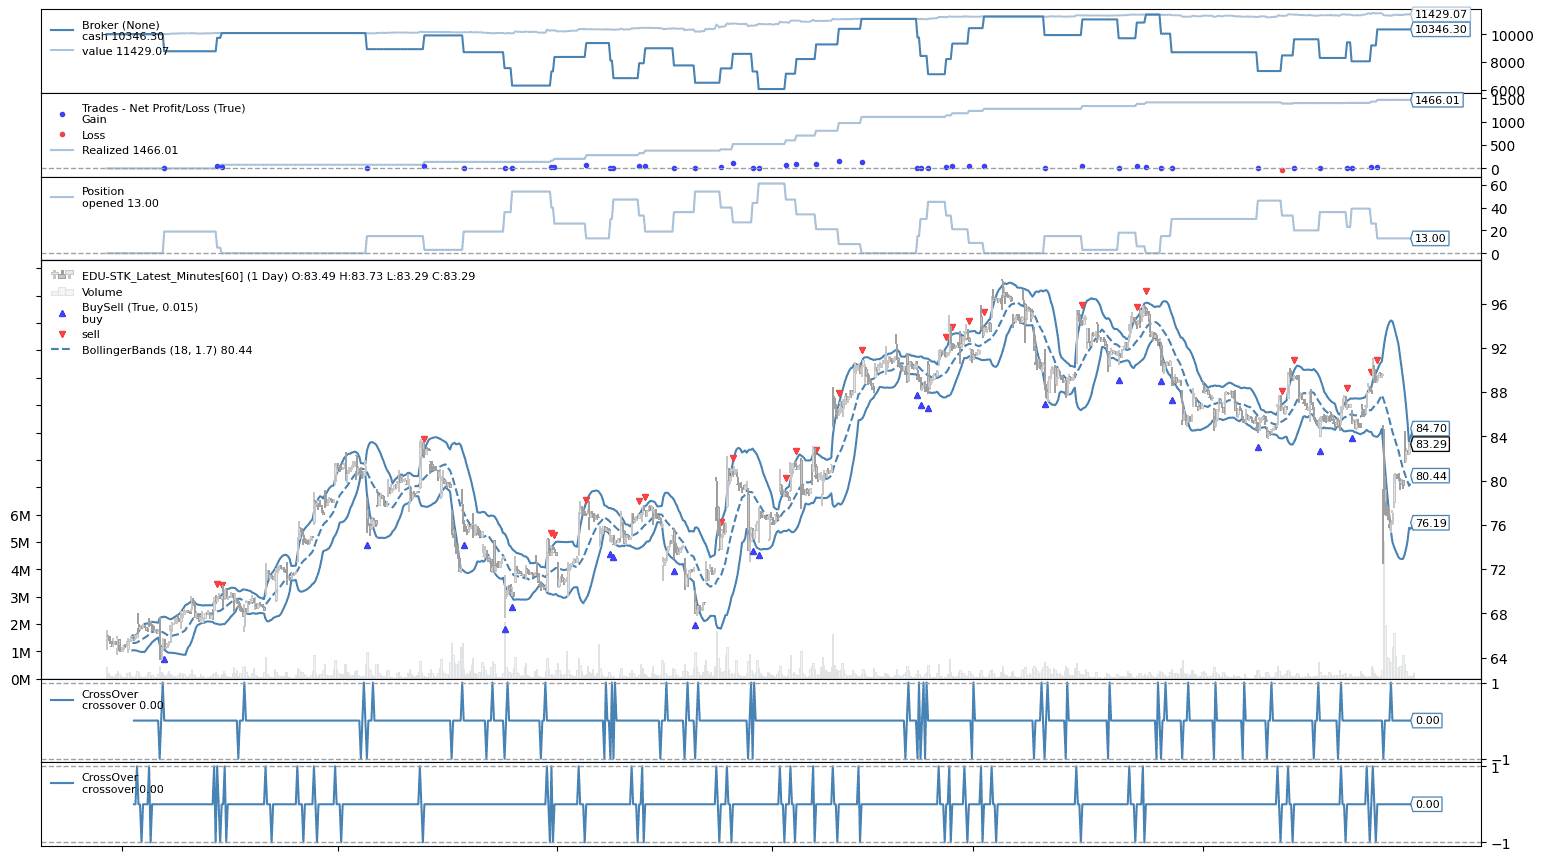 Broker (None)
cash 10346.30
value 11429.07
11429.07
10346.30
10000
8000
6000
Trades - Net Profit/Loss (True)
Gain
Loss
Realized 1466.01
1466.01
1500
1000
500
0
Position
opened 13.00
13.00
60
40
20
0
EDU-STK_Latest_Minutes[60] (1 Day) O:83.49 H:83.73 L:83.29 C:83.29
Volume
BuySell (True, 0.015)
buy
sell
BollingerBands (18, 1.7) 80.44
96
92
88
84
80
76
72
68
64
84.70
83.29
80.44
76.19
6M
5M
4M
3M
2M
1M
0M
CrossOver
crossover 0.00
0.00
1
−1
CrossOver
crossover 0.00
0.00
1
−1